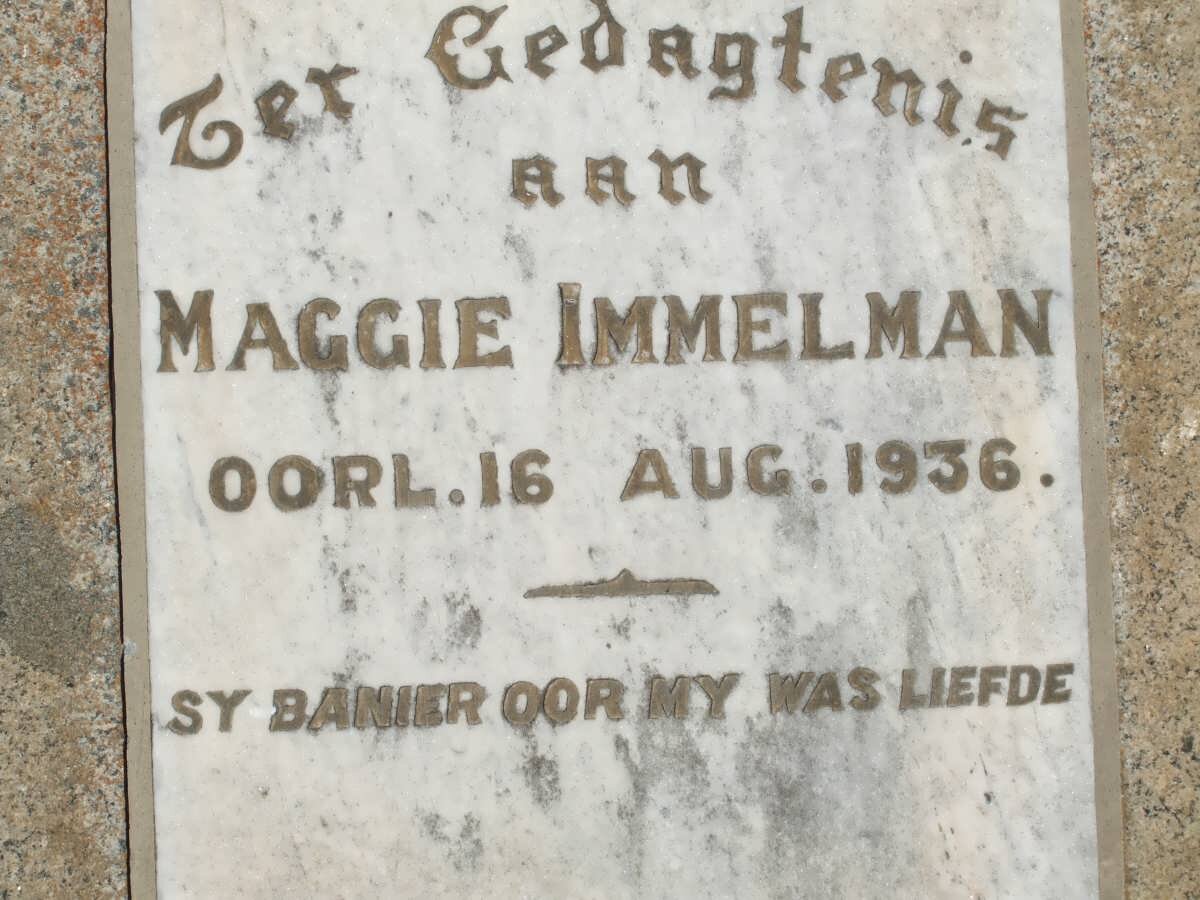 Ter Gedagtenis
aan
MAGGIE IMMELMAN
OORL. 16 AUG. 1936.
SY BANIER OOR MY WAS LIEFDE